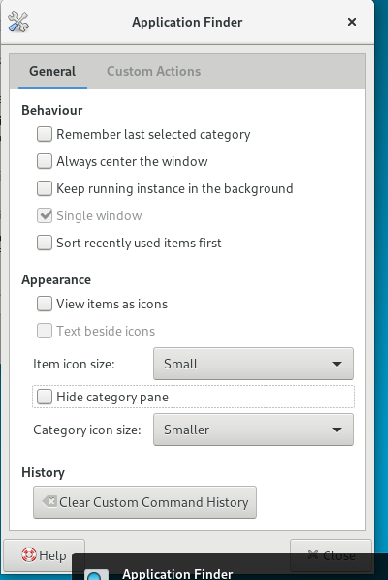 Application Finder
General Custom Actions
Behaviour
Remember last selected category
Always center the window
Keep running instance in the background
Single window
Sort recently used items first
Appearance
View items as icons
Text beside icons
Item icon size: Small
Hide category pane
Category icon size: Smaller
History
Clear Custom Command History
Help Close
Application Finder